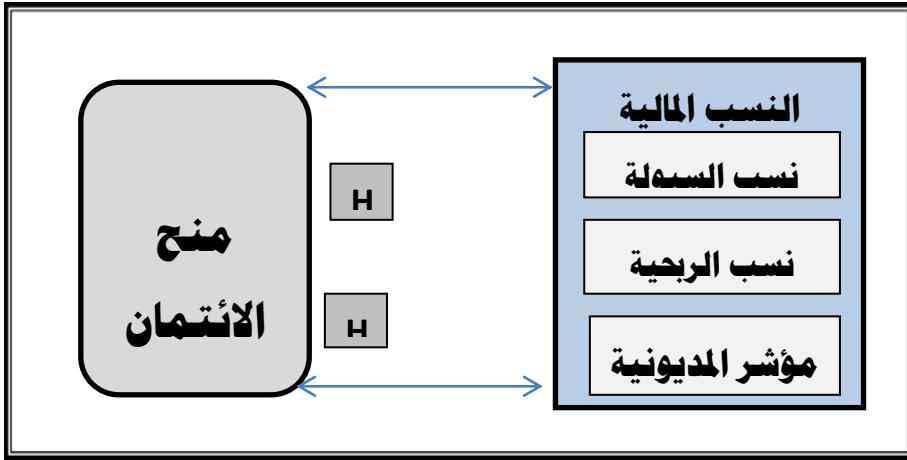 النسب المالية
نسب السيولة
نسب الربحية
مؤشر المديونية
H
H
منح
الائتمان